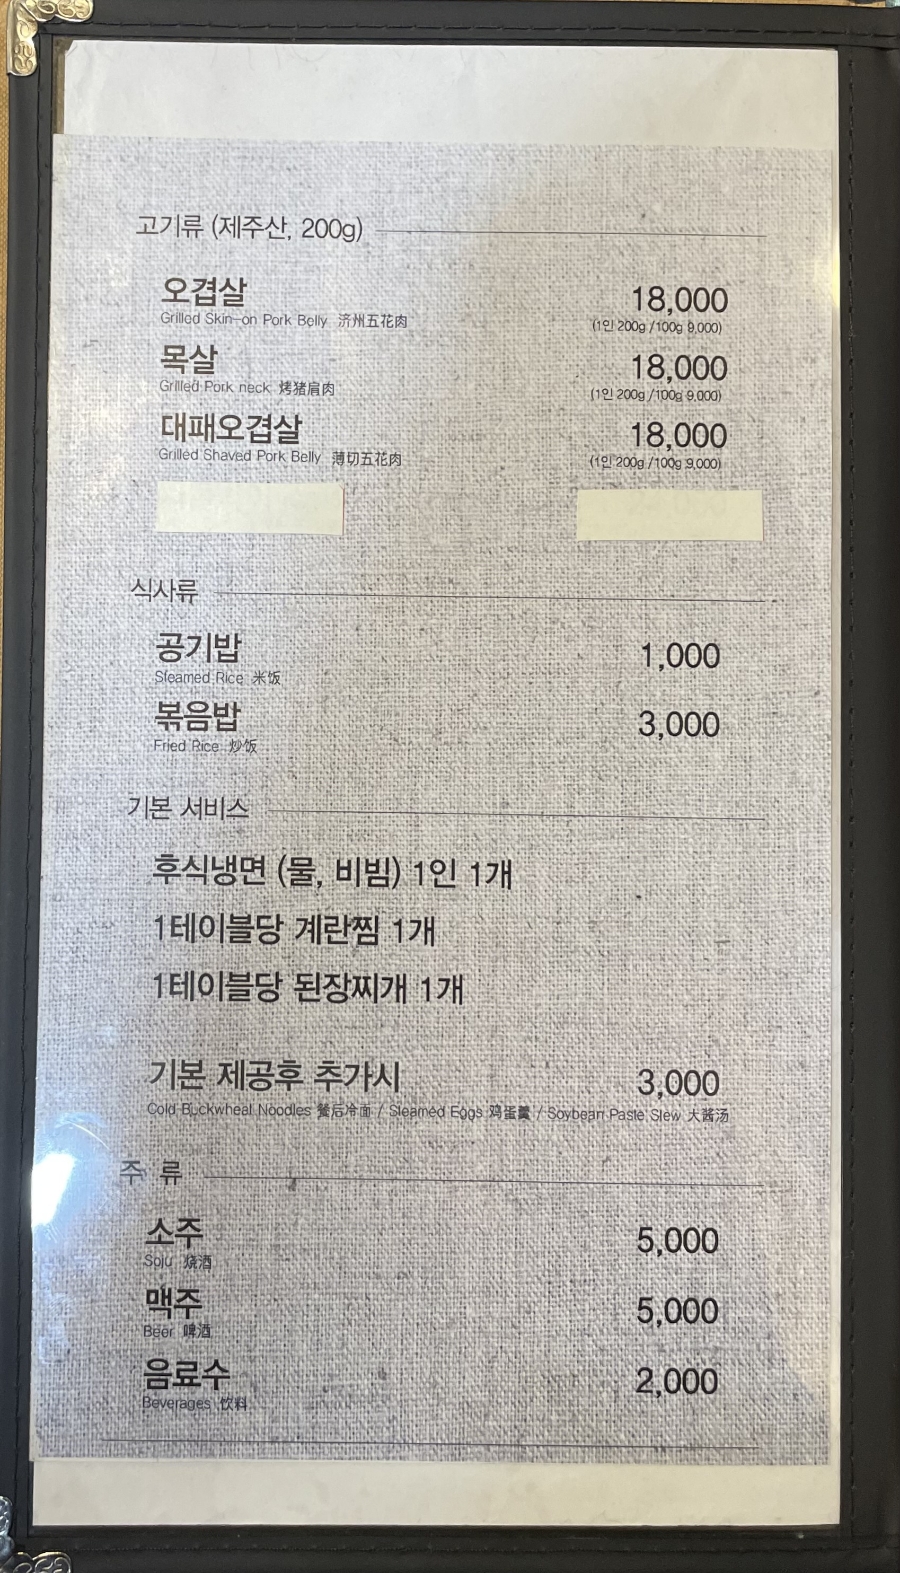 고기류 (제주산, 200g)
오겹살 18,000
Grilled Skin-on Pork Belly 济州五花肉 (1인 200g /100g 9,000)
목살 18,000
Grilled Pork neck 烤猪肩肉 (1인 200g /100g 9,000)
대패오겹살 18,000
Grilled Shaved Pork Belly 薄切五花肉 (1인 200g /100g 9,000)
식사류
공기밥 1,000
Steamed Rice 米饭
볶음밥 3,000
Fried Rice 炒饭
기본 서비스
후식냉면 (물, 비빔) 1인 1개
1테이블당 계란찜 1개
1테이블당 된장찌개 1개
기본 제공후 추가시 3,000
Cold Buckwheat Noodles 餐后冷面 / Steamed Eggs 鸡蛋羹 / Soybean Paste Stew 大酱汤
주 류
소주 5,000
Soju 烧酒
맥주 5,000
Beer 啤酒
음료수 2,000
Beverages 饮料